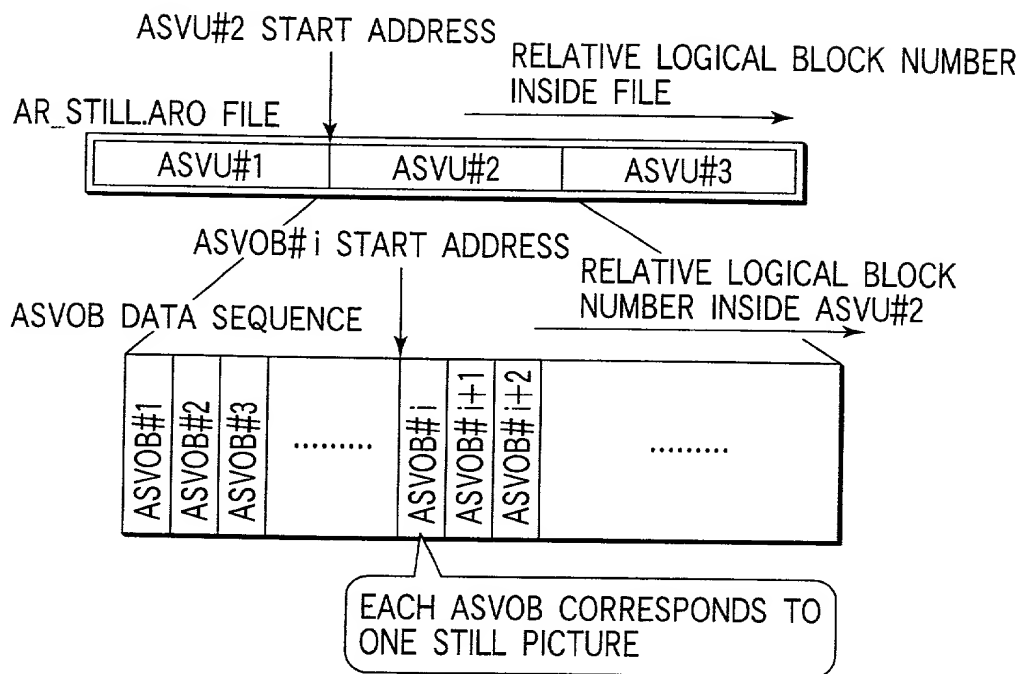 ASVU#2 START ADDRESS
RELATIVE LOGICAL BLOCK NUMBER
INSIDE FILE
AR_STILL.ARO FILE
ASVU#1
ASVU#2
ASVU#3
ASVOB#i START ADDRESS
RELATIVE LOGICAL BLOCK
NUMBER INSIDE ASVU#2
ASVOB DATA SEQUENCE
ASVOB#1
ASVOB#2
ASVOB#3
.........
ASVOB#i
ASVOB#i+1
ASVOB#i+2
.........
EACH ASVOB CORRESPONDS TO
ONE STILL PICTURE